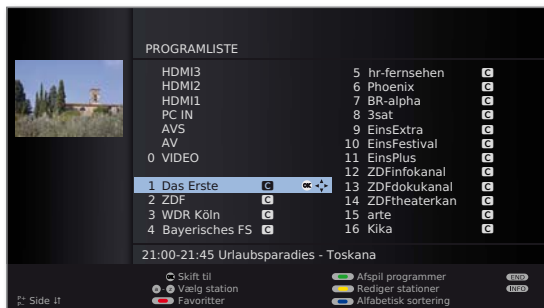 PROGRAMLISTE
HDMI3
HDMI2
HDMI1
PC IN
AVS
AV
0 VIDEO
1 Das Erste C OK
2 ZDF C
3 WDR Köln C
4 Bayerisches FS C
5 hr-fernsehen C
6 Phoenix C
7 BR-alpha C
8 3sat C
9 EinsExtra C
10 EinsFestival C
11 EinsPlus C
12 ZDFinfokanal C
13 ZDFdokukanal C
14 ZDFtheaterkan C
15 arte C
16 Kika C
21:00-21:45 Urlaubsparadies - Toskana
OK Skift til
Vælg station
Favoritter
P+ P- Side
Afspil programmer
Rediger stationer
Alfabetisk sortering
END
INFO